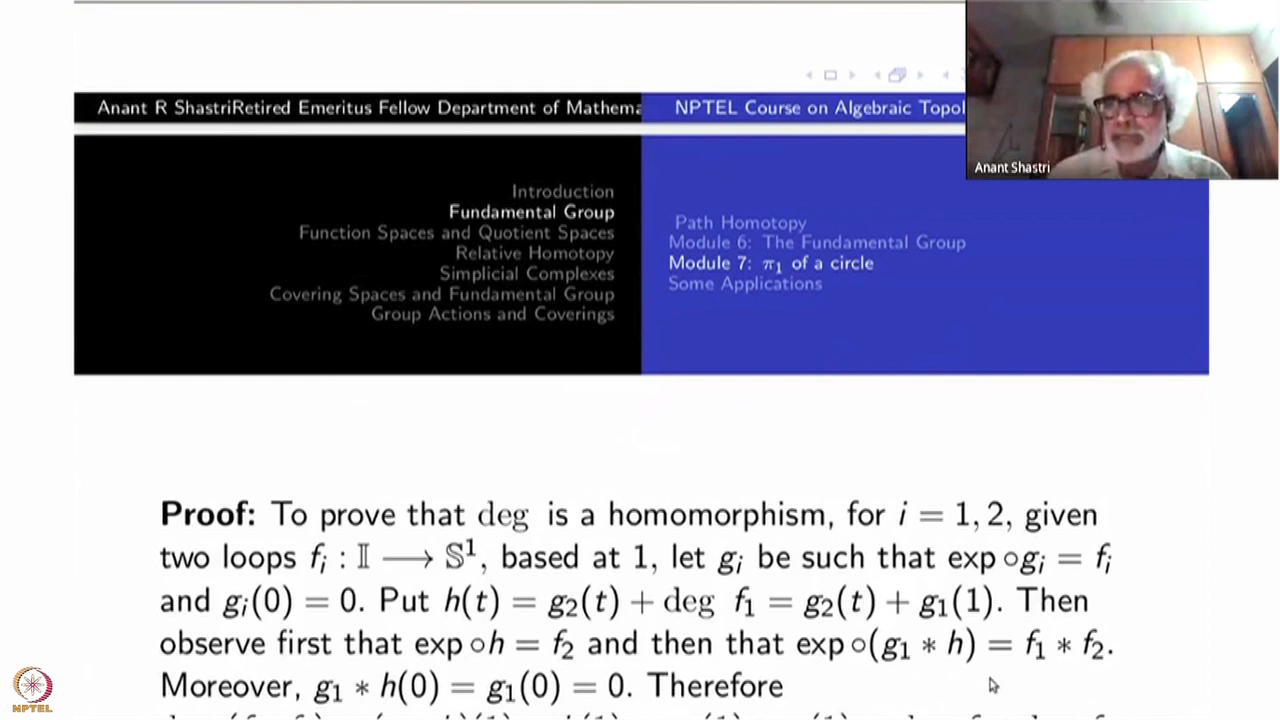 Anant R ShastriRetired Emeritus Fellow Department of Mathema
NPTEL Course on Algebraic Topol
Anant Shastri
Introduction
Fundamental Group
Function Spaces and Quotient Spaces
Relative Homotopy
Simplicial Complexes
Covering Spaces and Fundamental Group
Group Actions and Coverings
Path Homotopy
Module 6: The Fundamental Group
Module 7: π₁ of a circle
Some Applications
Proof: To prove that deg is a homomorphism, for i = 1, 2, given
two loops fᵢ : 𝕀 ⟶ 𝕊¹, based at 1, let gᵢ be such that exp ∘gᵢ = fᵢ
and gᵢ(0) = 0. Put h(t) = g₂(t) + deg f₁ = g₂(t) + g₁(1). Then
observe first that exp ∘h = f₂ and then that exp ∘(g₁ ∗ h) = f₁ ∗ f₂.
Moreover, g₁ ∗ h(0) = g₁(0) = 0. Therefore
NPTEL